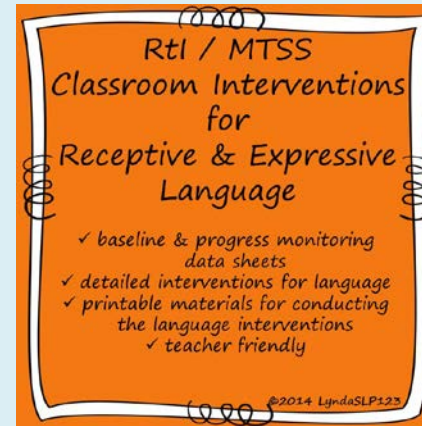 RtI / MTSS
Classroom Interventions
for
Receptive & Expressive
Language
✓ baseline & progress monitoring
data sheets
✓ detailed interventions for language
✓ printable materials for conducting
the language interventions
✓ teacher friendly
©2014 LyndaSLP123